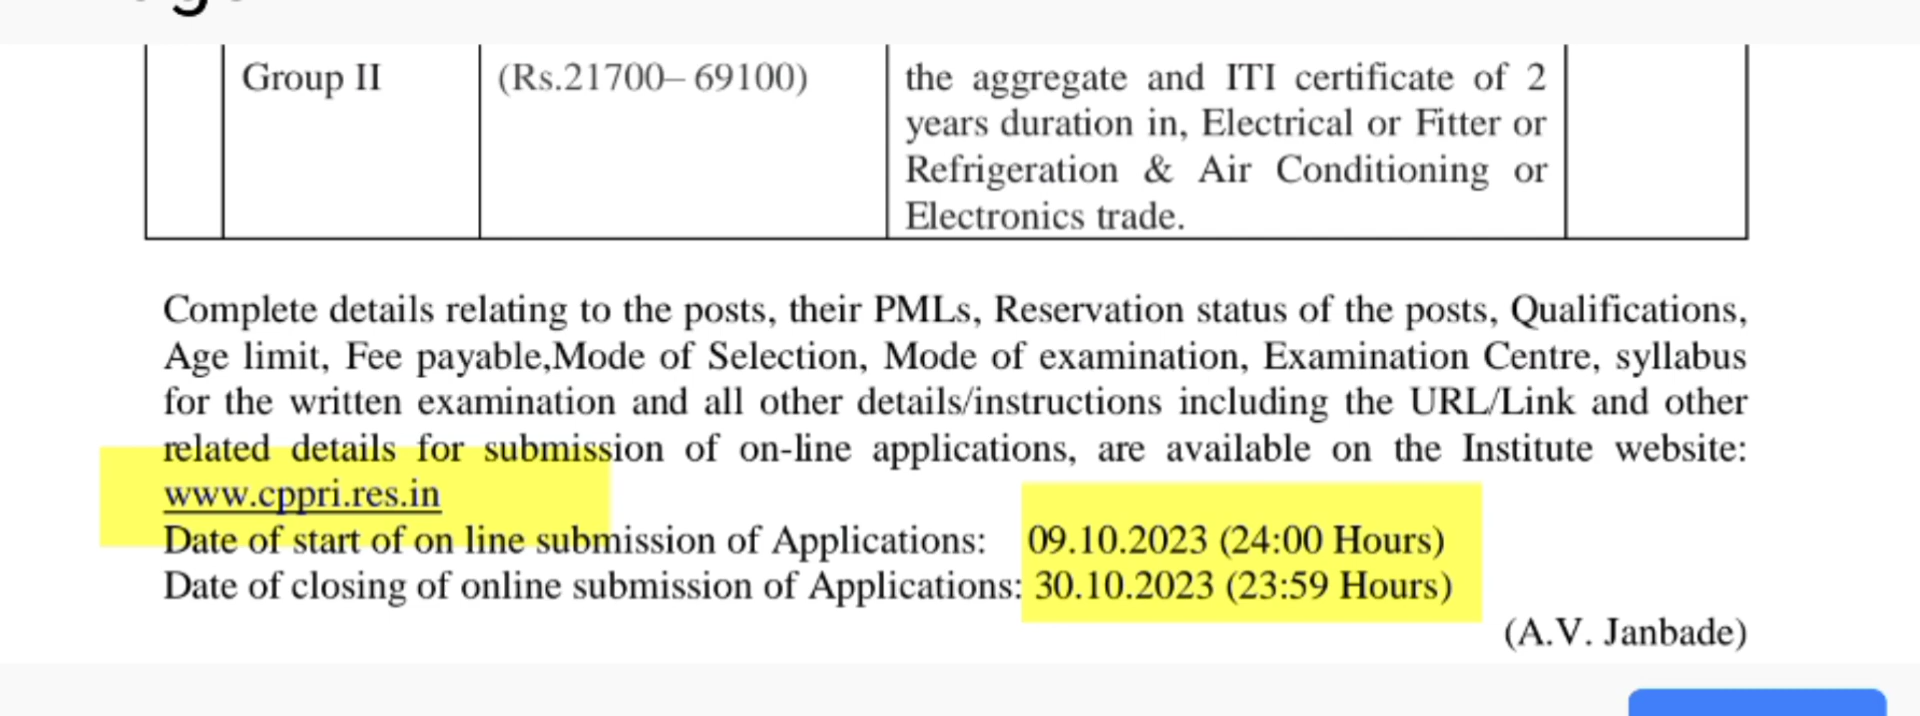 Group II
(Rs.21700– 69100)
the aggregate and ITI certificate of 2
years duration in, Electrical or Fitter or
Refrigeration & Air Conditioning or
Electronics trade.
Complete details relating to the posts, their PMLs, Reservation status of the posts, Qualifications,
Age limit, Fee payable,Mode of Selection, Mode of examination, Examination Centre, syllabus
for the written examination and all other details/instructions including the URL/Link and other
related details for submission of on-line applications, are available on the Institute website:
www.cppri.res.in
Date of start of on line submission of Applications: 09.10.2023 (24:00 Hours)
Date of closing of online submission of Applications: 30.10.2023 (23:59 Hours)
(A.V. Janbade)